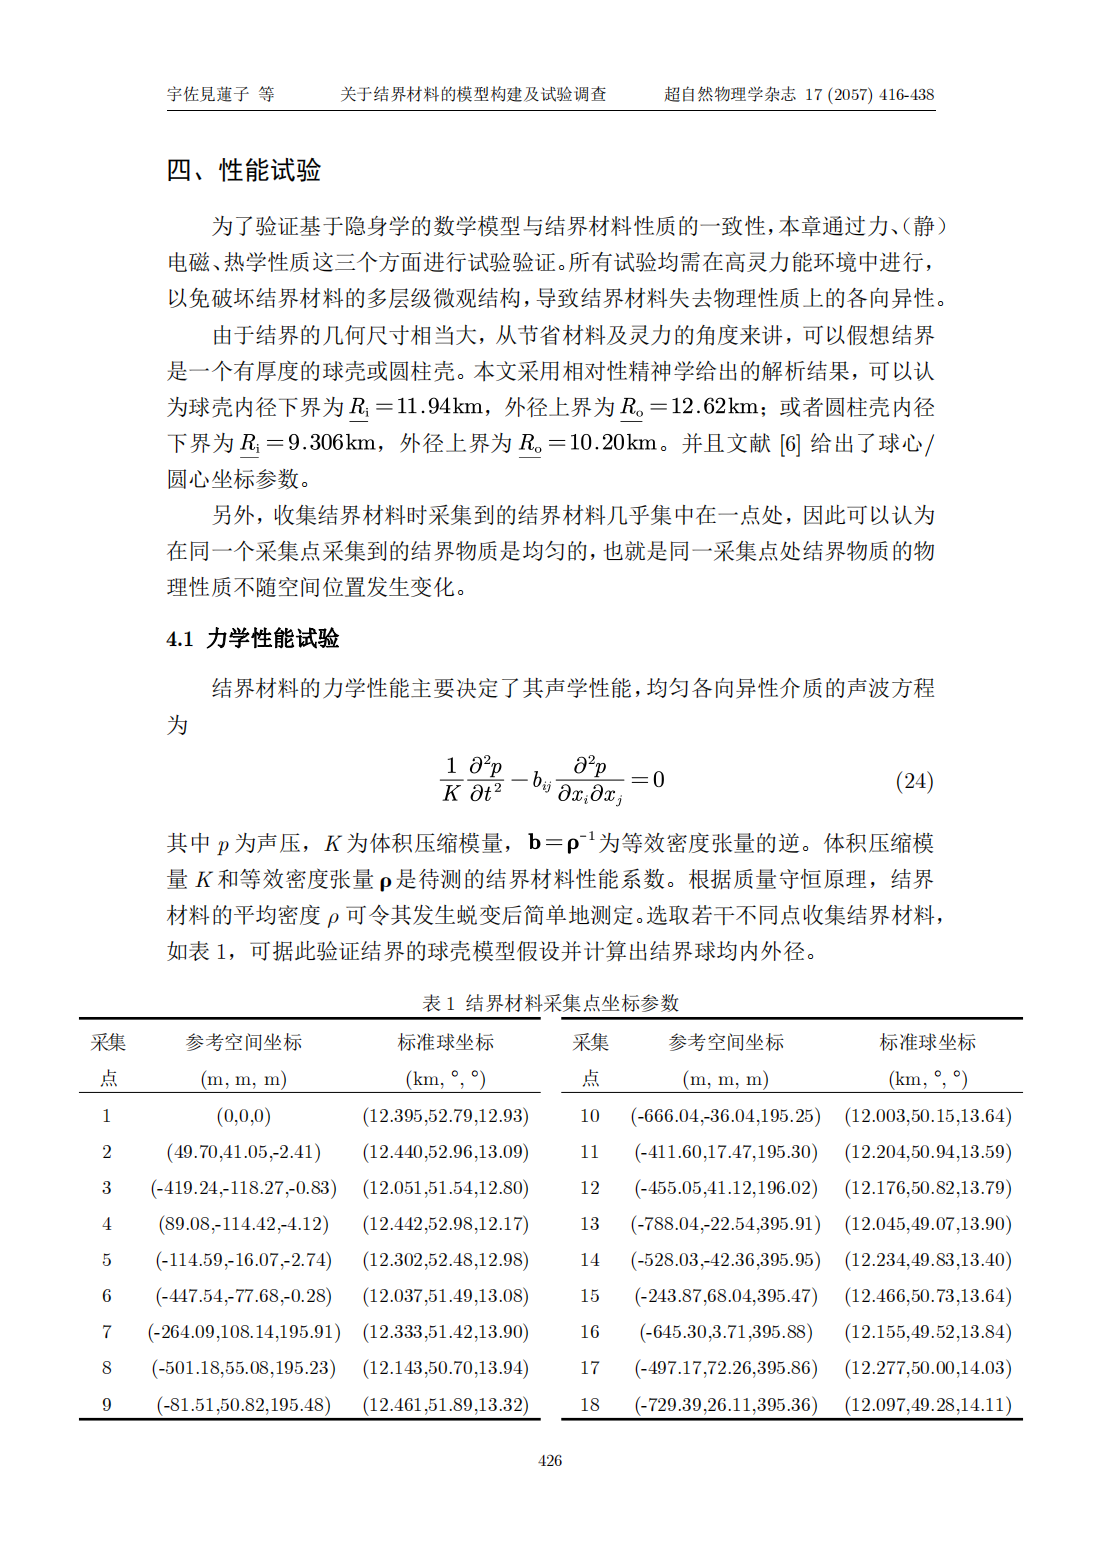 宇佐見蓮子 等 关于结界材料的模型构建及试验调查 超自然物理学杂志 17 (2057) 416-438
四、性能试验
为了验证基于隐身学的数学模型与结界材料性质的一致性，本章通过力、（静）
电磁、热学性质这三个方面进行试验验证。所有试验均需在高灵力能环境中进行，
以免破坏结界材料的多层级微观结构，导致结界材料失去物理性质上的各向异性。
由于结界的几何尺寸相当大，从节省材料及灵力的角度来讲，可以假想结界
是一个有厚度的球壳或圆柱壳。本文采用相对性精神学给出的解析结果，可以认
为球壳内径下界为 R_i =11.94km，外径上界为 R_o =12.62km；或者圆柱壳内径
下界为 R_i =9.306km，外径上界为 R_o =10.20km。并且文献 [6] 给出了球心/
圆心坐标参数。
另外，收集结界材料时采集到的结界材料几乎集中在一点处，因此可以认为
在同一个采集点采集到的结界物质是均匀的，也就是同一采集点处结界物质的物
理性质不随空间位置发生变化。
4.1 力学性能试验
结界材料的力学性能主要决定了其声学性能，均匀各向异性介质的声波方程
为
1/K ∂²p/∂t² − b_ij ∂²p/∂x_i∂x_j = 0 (24)
其中 p 为声压，K 为体积压缩模量，b=ρ⁻¹为等效密度张量的逆。体积压缩模
量 K 和等效密度张量 ρ 是待测的结界材料性能系数。根据质量守恒原理，结界
材料的平均密度 ρ 可令其发生蜕变后简单地测定。选取若干不同点收集结界材料，
如表 1，可据此验证结界的球壳模型假设并计算出结界球均内外径。
表 1 结界材料采集点坐标参数
采集 参考空间坐标 标准球坐标 采集 参考空间坐标 标准球坐标
点 (m, m, m) (km, °, °) 点 (m, m, m) (km, °, °)
1 (0,0,0) (12.395,52.79,12.93) 10 (-666.04,-36.04,195.25) (12.003,50.15,13.64)
2 (49.70,41.05,-2.41) (12.440,52.96,13.09) 11 (-411.60,17.47,195.30) (12.204,50.94,13.59)
3 (-419.24,-118.27,-0.83) (12.051,51.54,12.80) 12 (-455.05,41.12,196.02) (12.176,50.82,13.79)
4 (89.08,-114.42,-4.12) (12.442,52.98,12.17) 13 (-788.04,-22.54,395.91) (12.045,49.07,13.90)
5 (-114.59,-16.07,-2.74) (12.302,52.48,12.98) 14 (-528.03,-42.36,395.95) (12.234,49.83,13.40)
6 (-447.54,-77.68,-0.28) (12.037,51.49,13.08) 15 (-243.87,68.04,395.47) (12.466,50.73,13.64)
7 (-264.09,108.14,195.91) (12.333,51.42,13.90) 16 (-645.30,3.71,395.88) (12.155,49.52,13.84)
8 (-501.18,55.08,195.23) (12.143,50.70,13.94) 17 (-497.17,72.26,395.86) (12.277,50.00,14.03)
9 (-81.51,50.82,195.48) (12.461,51.89,13.32) 18 (-729.39,26.11,395.36) (12.097,49.28,14.11)
426